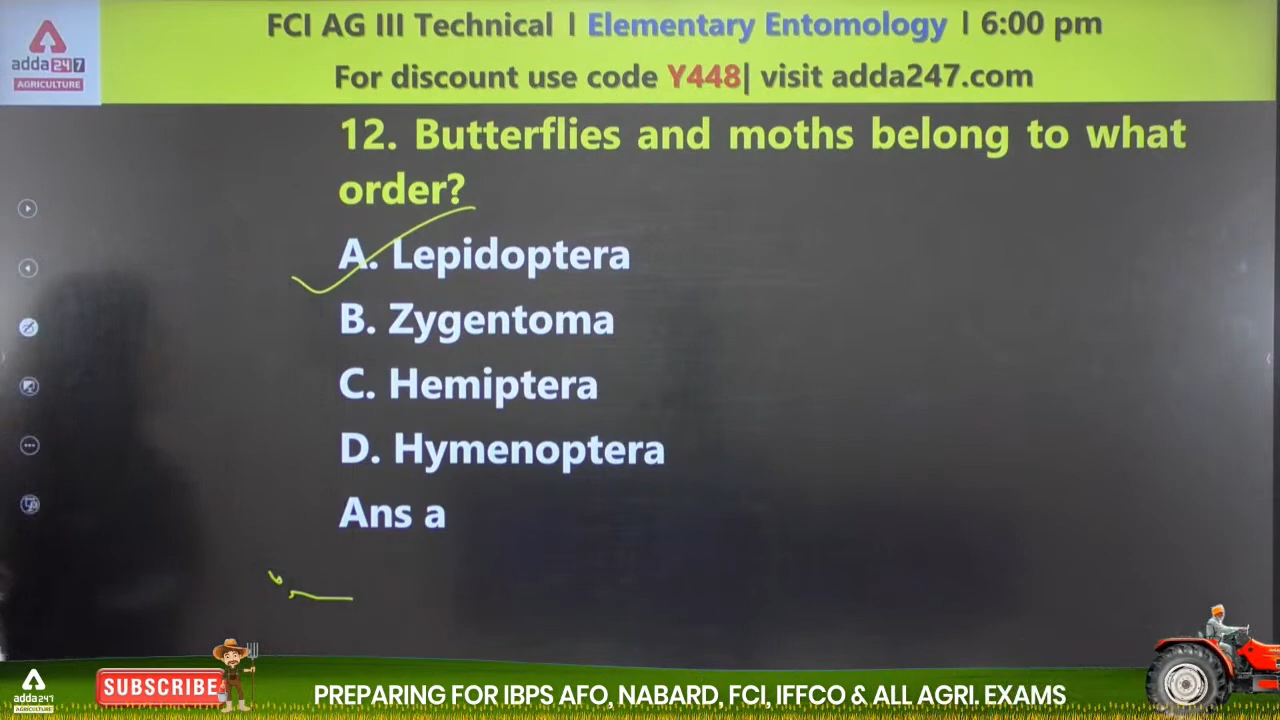 FCI AG III Technical l Elementary Entomology l 6:00 pm
For discount use code Y448| visit adda247.com
adda247
AGRICULTURE
12. Butterflies and moths belong to what
order?
A. Lepidoptera
B. Zygentoma
C. Hemiptera
D. Hymenoptera
Ans a
adda247
SUBSCRIBE
PREPARING FOR IBPS AFO, NABARD, FCI, IFFCO & ALL AGRI. EXAMS